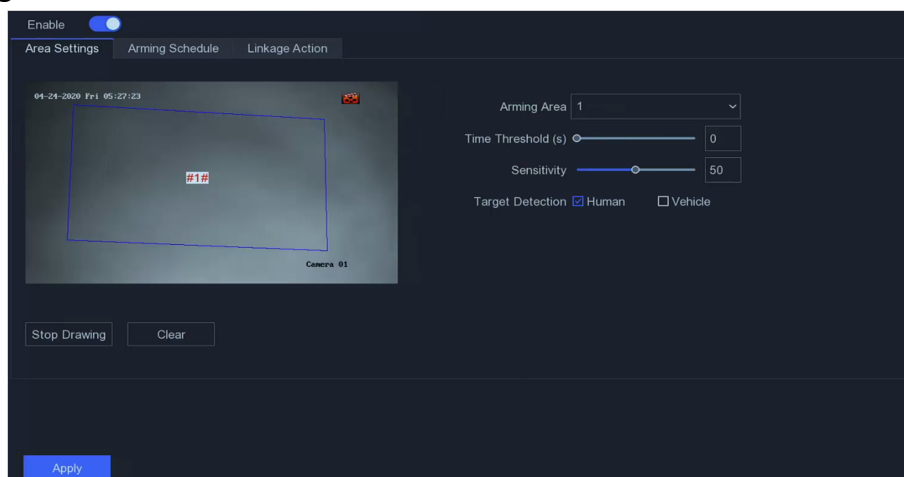 Enable
Area Settings Arming Schedule Linkage Action
04-24-2020 Fri 05:27:23
#1#
Camera 01
Arming Area 1
Time Threshold (s) 0
Sensitivity 50
Target Detection Human Vehicle
Stop Drawing Clear
Apply